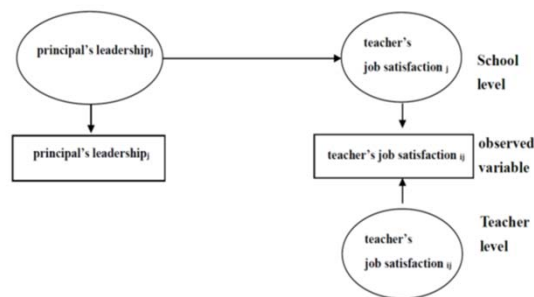 principal's leadershipj
teacher's
job satisfaction j
School
level
principal's leadershipj
teacher's job satisfaction ij
observed
variable
teacher's
job satisfaction ij
Teacher
level